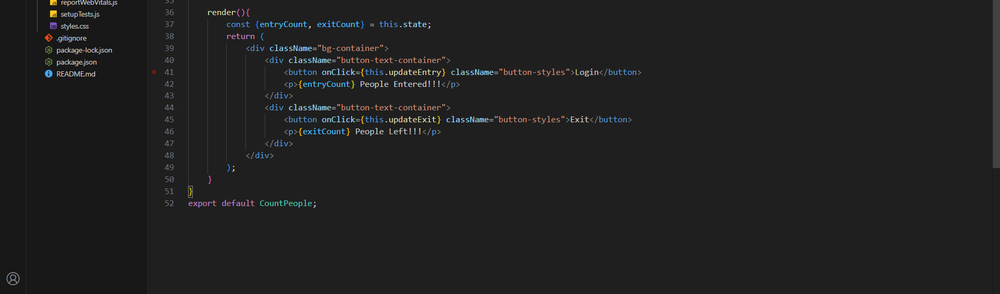 reportWebVitals.js
setupTests.js
styles.css
.gitignore
package-lock.json
package.json
README.md
35
36 render(){
37 const {entryCount, exitCount} = this.state;
38 return (
39 <div className="bg-container">
40 <div className="button-text-container">
41 <button onClick={this.updateEntry} className="button-styles">Login</button>
42 <p>{entryCount} People Entered!!!</p>
43 </div>
44 <div className="button-text-container">
45 <button onClick={this.updateExit} className="button-styles">Exit</button>
46 <p>{exitCount} People Left!!!</p>
47 </div>
48 </div>
49 );
50 }
51 }
52 export default CountPeople;